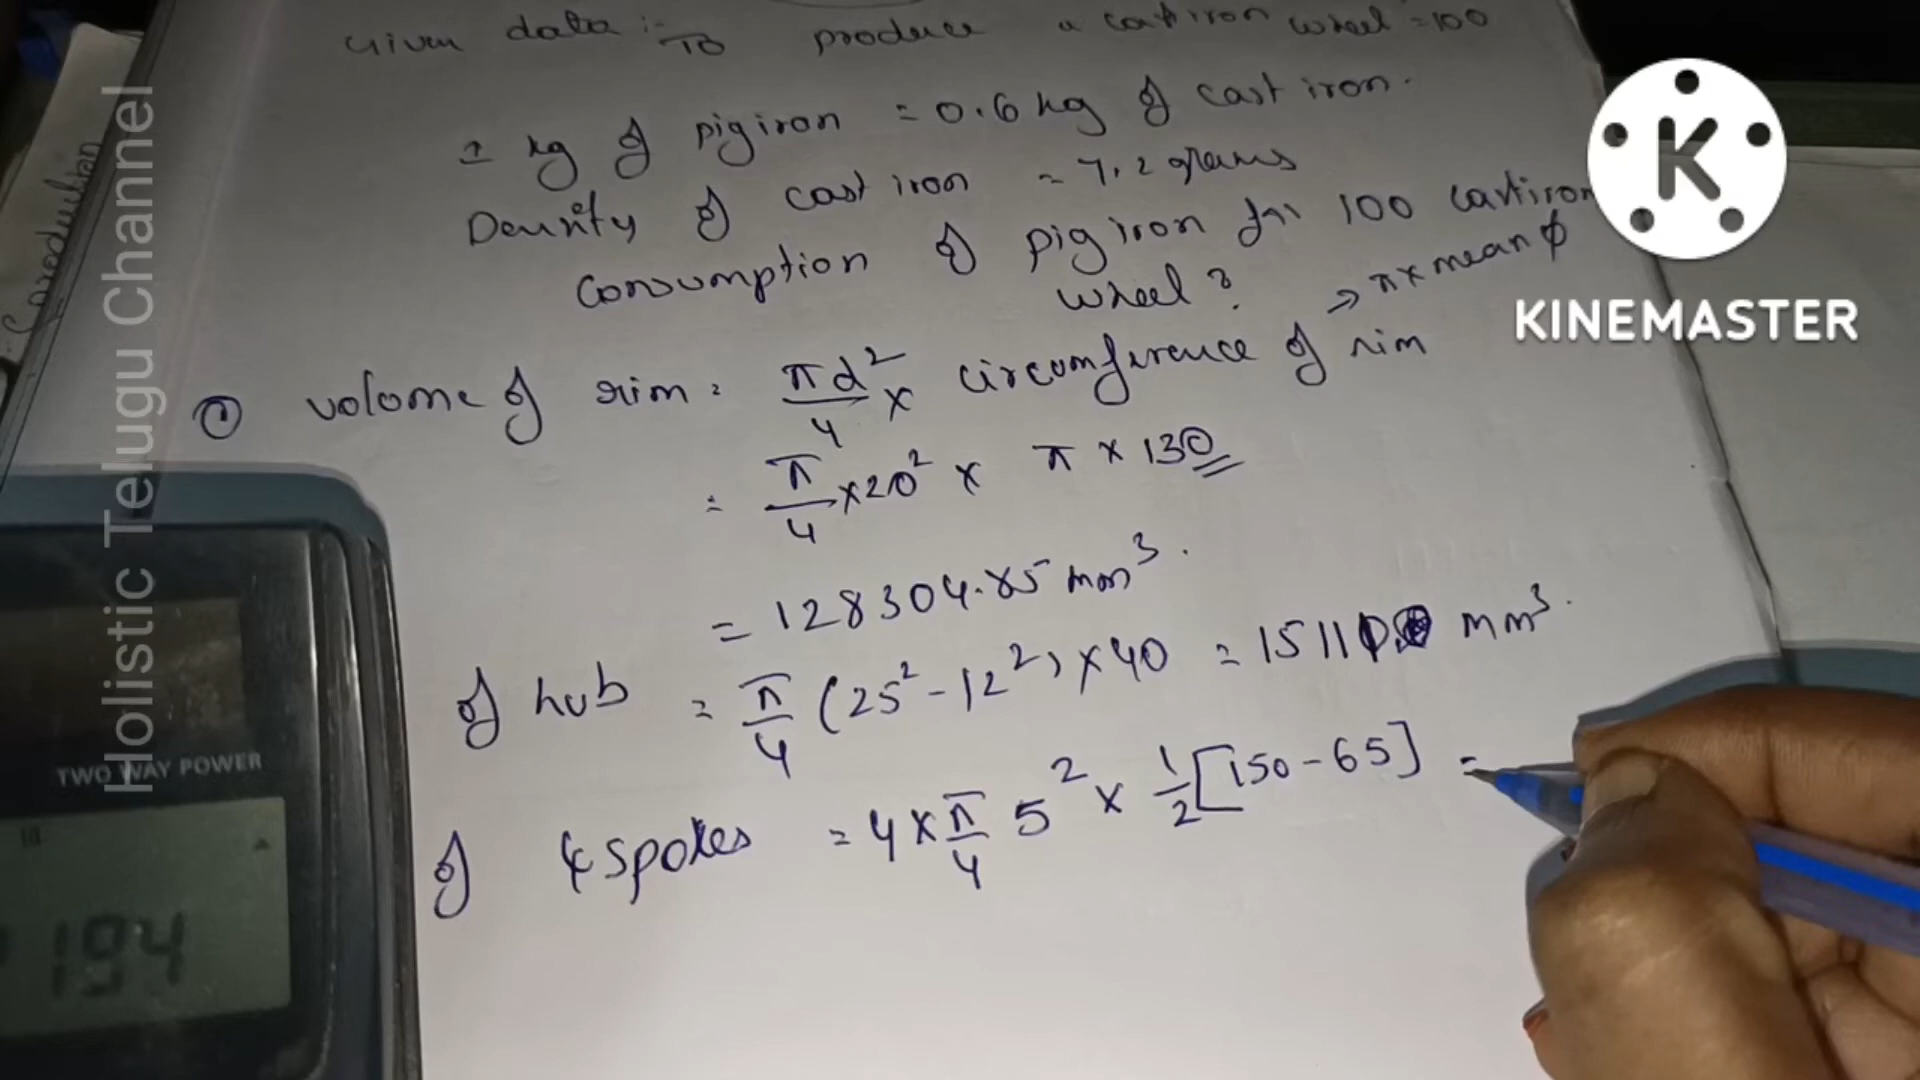 Given data :- To produce a cast iron wheel = 100
1 kg of pig iron = 0.6 kg of cast iron.
Density of cast iron = 7.2 grams
Consumption of pig iron for 100 cast iron
wheel?
→ π × mean ϕ
① volume of rim = πd²/4 × circumference of rim
= π/4 × 20² × π × 130
= 128304.85 mm³.
of hub = π/4 (25² - 12²) × 40 = 15110 mm³.
of 4 spokes = 4 × π/4 5² × 1/2 [150 - 65] =
KINEMASTER
Holistic Telugu Channel
TWO WAY POWER
194
Production